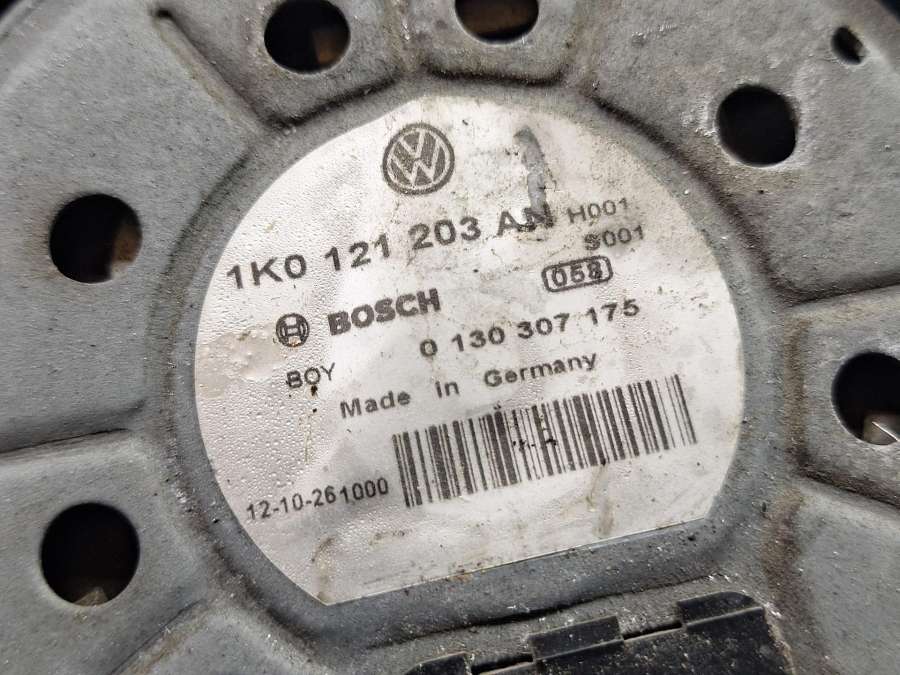 1K0 121 203 AN H001
S001
058
BOSCH
0 130 307 175
BOY
Made in Germany
12-10-261000